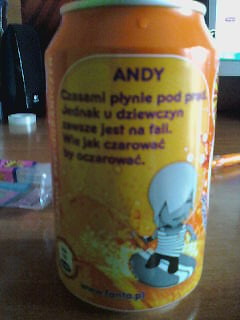 ANDY
Czasami płynie pod prąd.
Jednak u dziewczyn
zawsze jest na fali.
Wie jak czarować
by oczarować.
www.fanta.pl